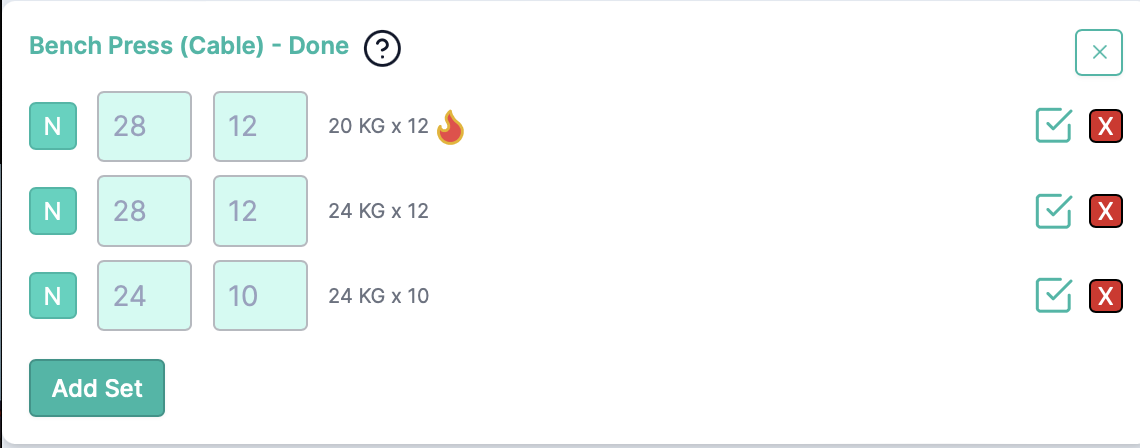 Bench Press (Cable) - Done ?
N 28 12 20 KG x 12 X
N 28 12 24 KG x 12 X
N 24 10 24 KG x 10 X
Add Set